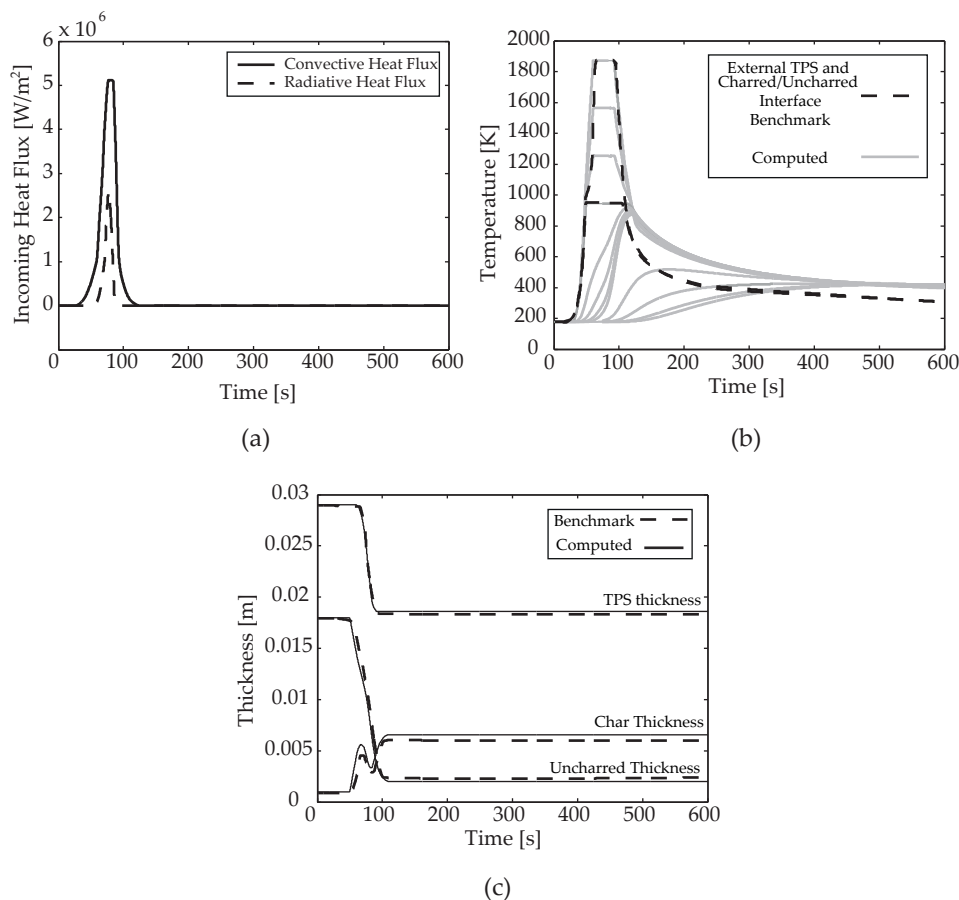 6 x 10^6
Convective Heat Flux
Radiative Heat Flux
5
4
3
2
1
0
Incoming Heat Flux [W/m²]
0 100 200 300 400 500 600
Time [s]
(a)
2000
1800
1600
1400
1200
1000
800
600
400
200
0
Temperature [K]
External TPS and
Charred/Uncharred
Interface
Benchmark
Computed
0 100 200 300 400 500 600
Time [s]
(b)
0.03
0.025
0.02
0.015
0.01
0.005
0
Thickness [m]
Benchmark
Computed
TPS thickness
Char Thickness
Uncharred Thickness
0 100 200 300 400 500 600
Time [s]
(c)